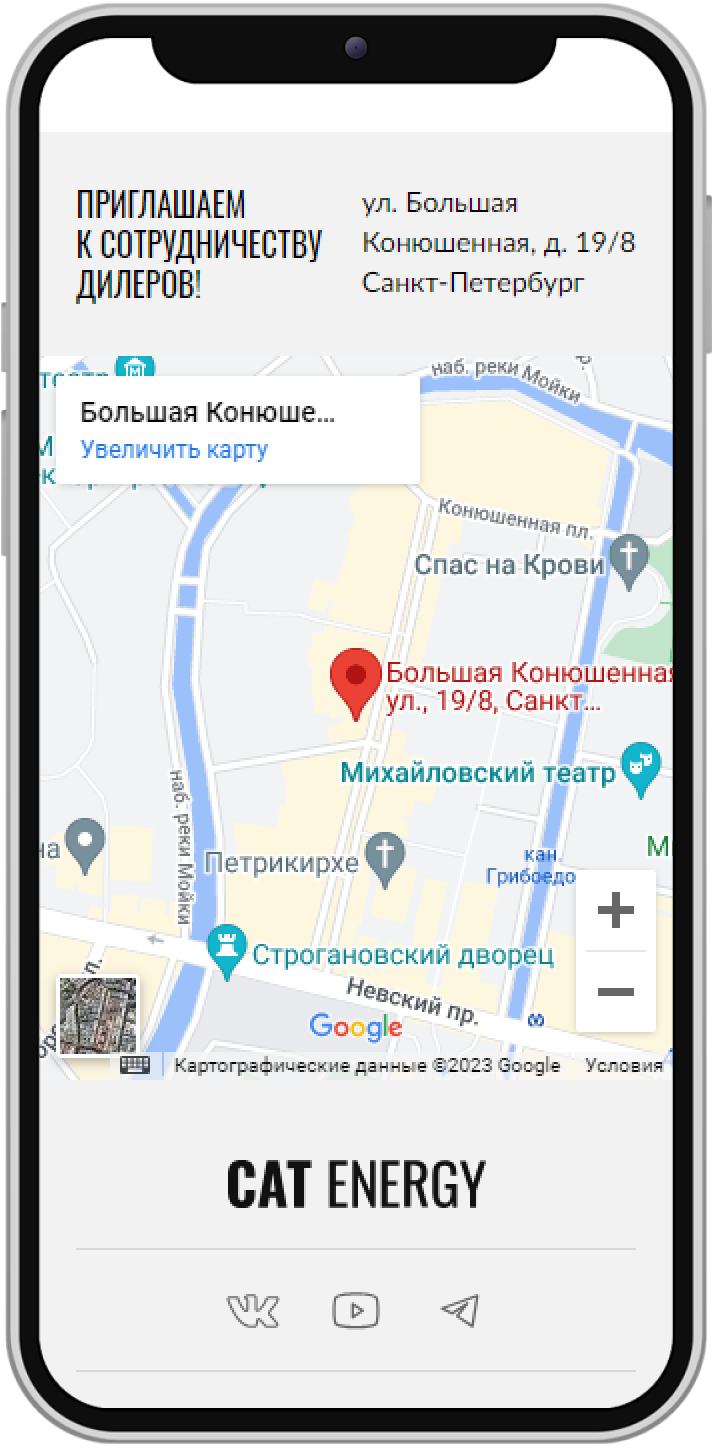 ПРИГЛАШАЕМ
К СОТРУДНИЧЕСТВУ
ДИЛЕРОВ!
ул. Большая
Конюшенная, д. 19/8
Санкт-Петербург
наб. реки Мойки
Большая Конюше...
Увеличить карту
Конюшенная пл.
Спас на Крови
Большая Конюшенная
ул., 19/8, Санкт...
Михайловский театр
наб. реки Мойки
кан.
Грибоедо
Петрикирхе
Строгановский дворец
Невский пр.
Google
Картографические данные ©2023 Google
Условия
CAT ENERGY